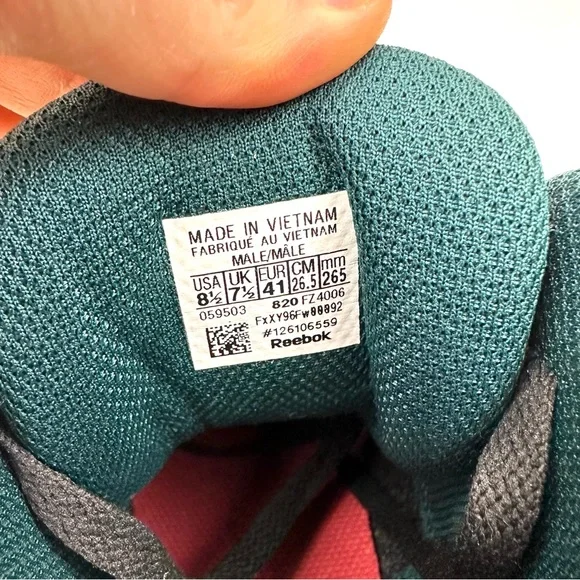 MADE IN VIETNAM
FABRIQUÉ AU VIETNAM
MALE/MÂLE
USA UK EUR CM mm
8½ 7½ 41 26.5 265
059503 820 FZ4006
FxXY96Fw00092
#126106559
Reebok